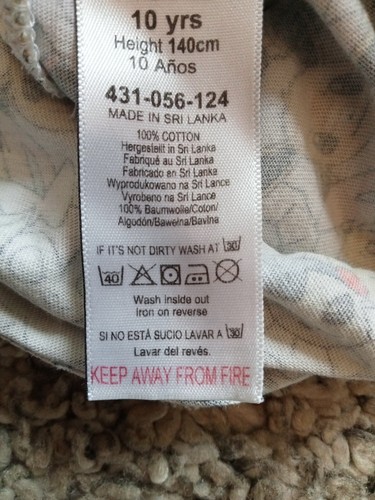 10 yrs
Height 140cm
10 Años
431-056-124
MADE IN SRI LANKA
100% COTTON
Hergestellt in Sri Lanka
Fabriqué au Sri Lanka
Fabricado en Sri Lanka
Wyprodukowano na Sri Lance
Vyrobeno na Sri Lance
100% Baumwolle/Coton/
Algodón/Bawełna/Bavlna
IF IT'S NOT DIRTY WASH AT 30
40
Wash inside out
Iron on reverse
SI NO ESTÁ SUCIO LAVAR A 30
Lavar del revés.
KEEP AWAY FROM FIRE